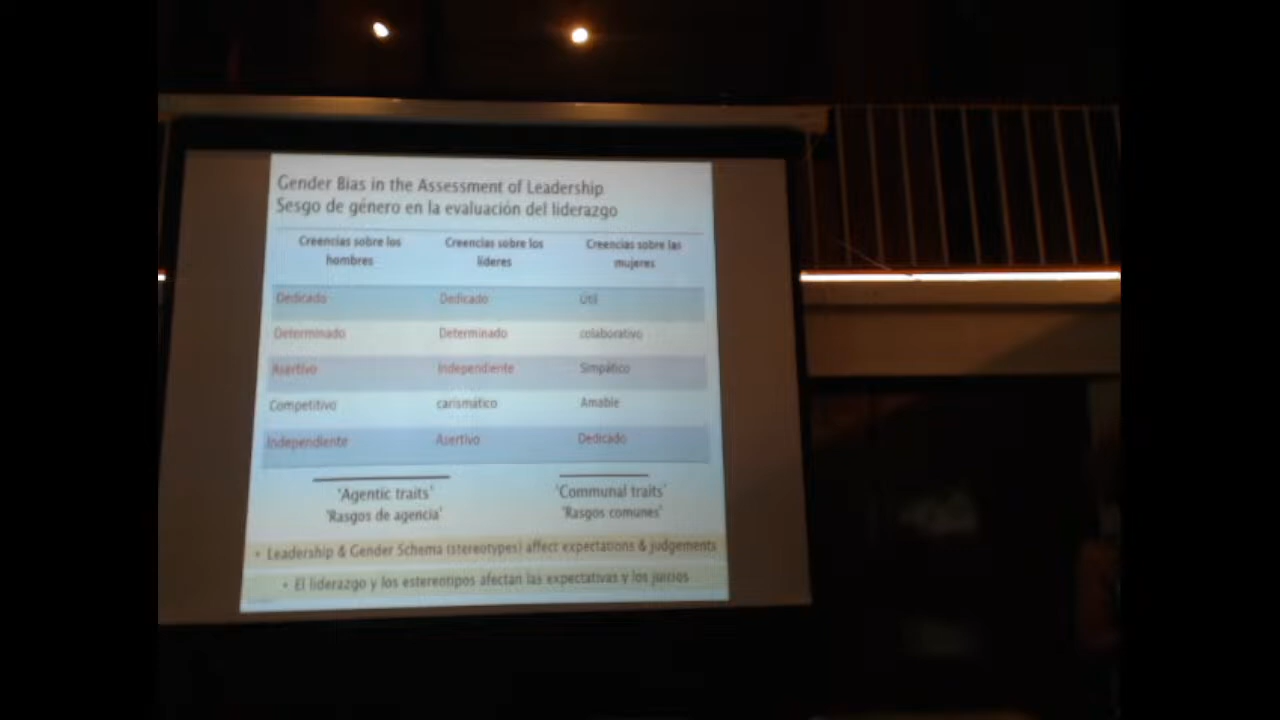 Gender Bias in the Assessment of Leadership
Sesgo de género en la evaluación del liderazgo
Creencias sobre los hombres
Creencias sobre los líderes
Creencias sobre las mujeres
Dedicado Dedicado Útil
Determinado Determinado colaborativo
Asertivo Independiente Simpático
Competitivo carismático Amable
Independiente Asertivo Dedicado
'Agentic traits' 'Communal traits'
'Rasgos de agencia' 'Rasgos comunes'
• Leadership & Gender Schema (stereotypes) affect expectations & judgements
• El liderazgo y los estereotipos afectan las expectativas y los juicios